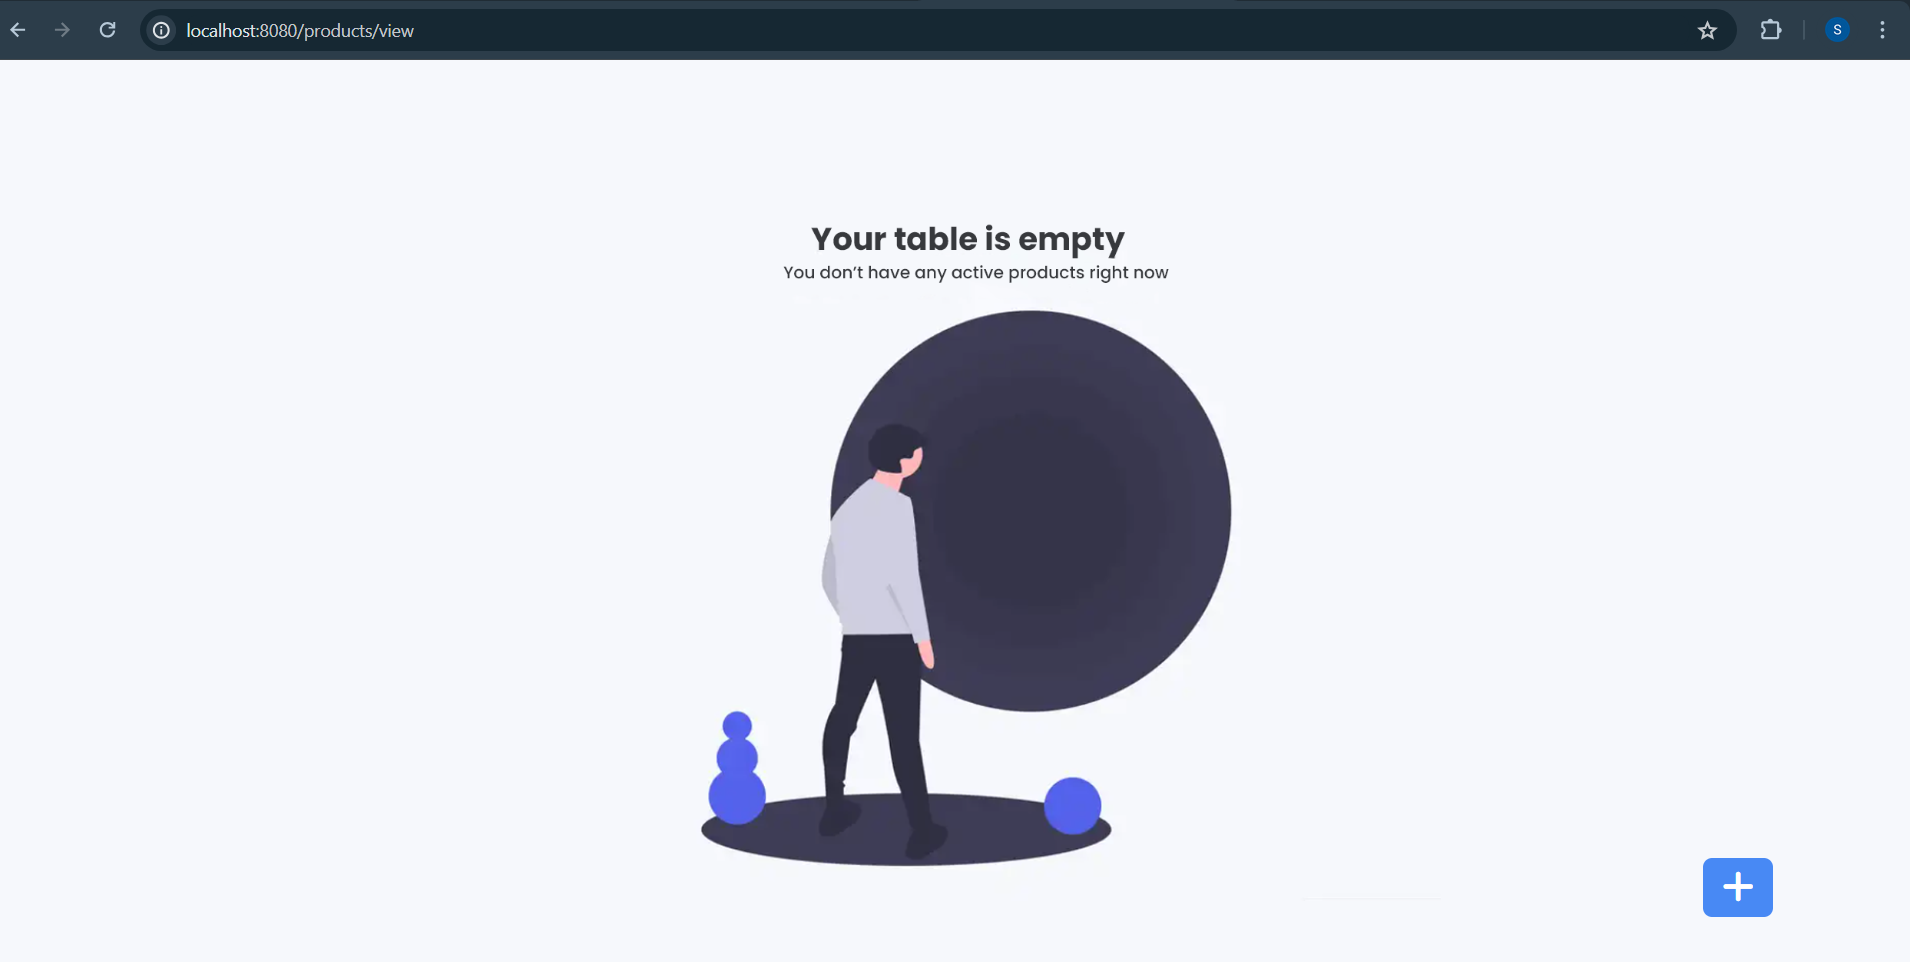 localhost:8080/products/view
S
Your table is empty
You don’t have any active products right now